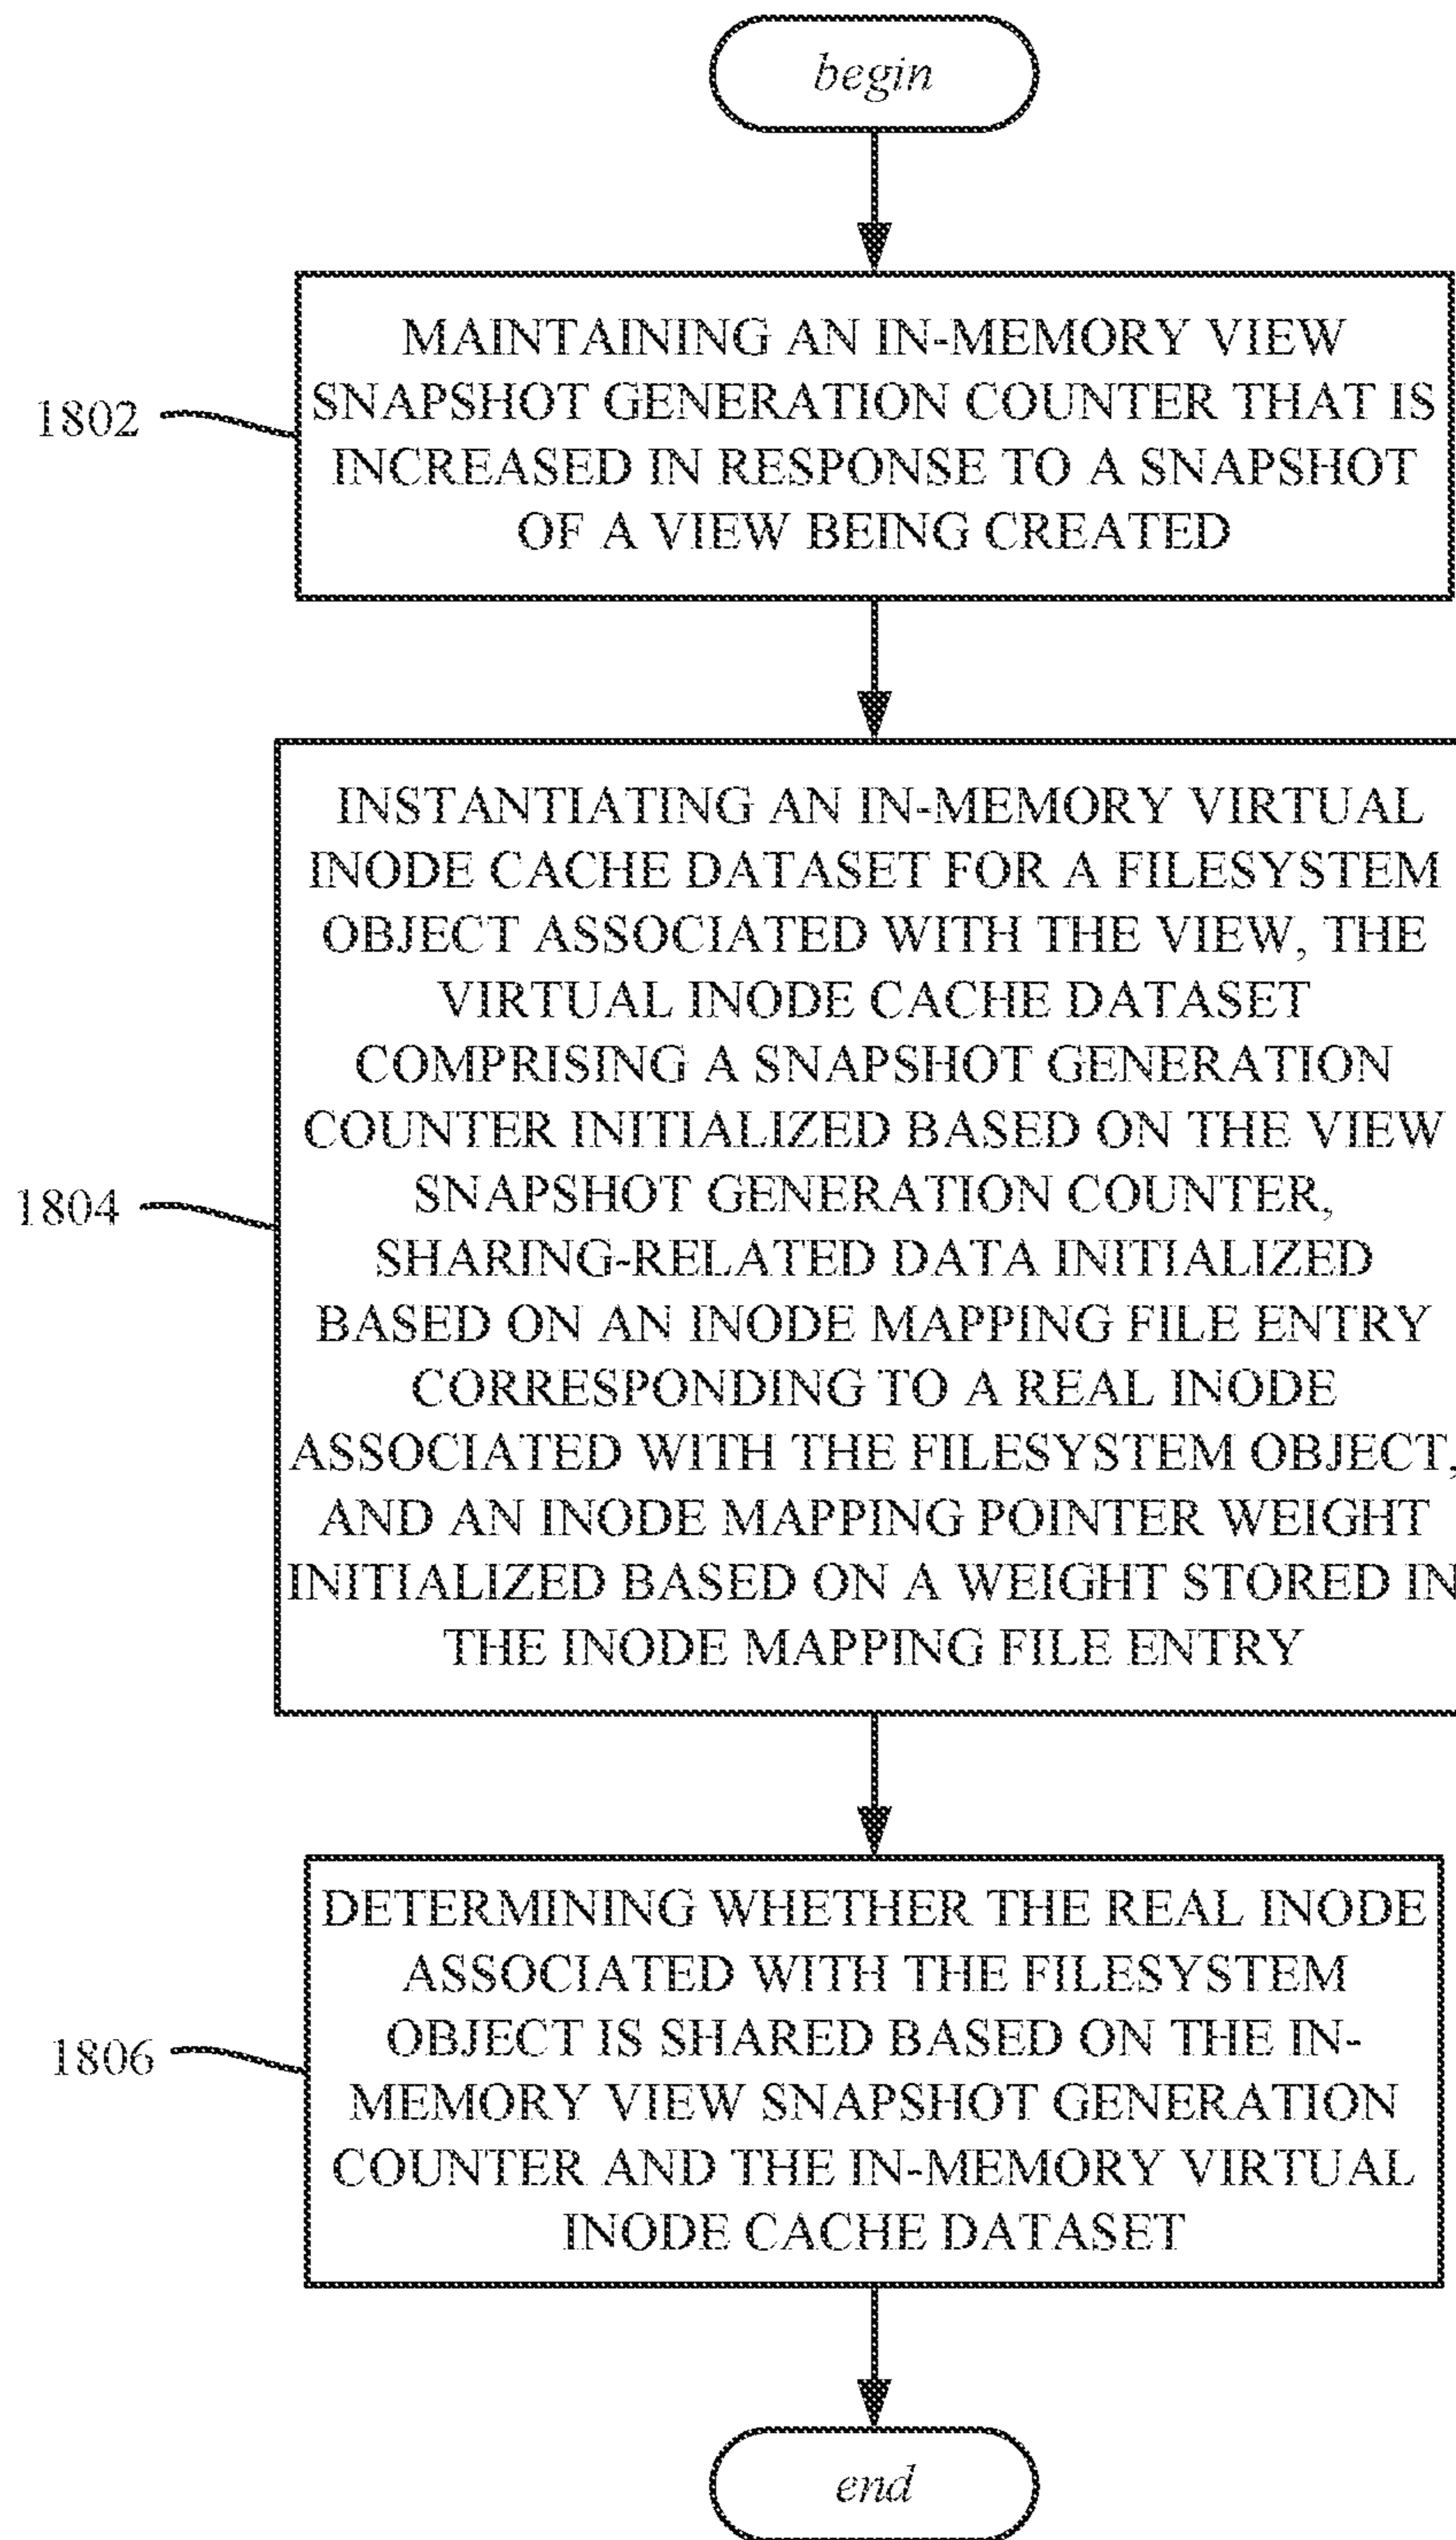 begin
MAINTAINING AN IN-MEMORY VIEW
SNAPSHOT GENERATION COUNTER THAT IS
INCREASED IN RESPONSE TO A SNAPSHOT
OF A VIEW BEING CREATED
1802
INSTANTIATING AN IN-MEMORY VIRTUAL
INODE CACHE DATASET FOR A FILESYSTEM
OBJECT ASSOCIATED WITH THE VIEW, THE
VIRTUAL INODE CACHE DATASET
COMPRISING A SNAPSHOT GENERATION
COUNTER INITIALIZED BASED ON THE VIEW
SNAPSHOT GENERATION COUNTER,
SHARING-RELATED DATA INITIALIZED
BASED ON AN INODE MAPPING FILE ENTRY
CORRESPONDING TO A REAL INODE
ASSOCIATED WITH THE FILESYSTEM OBJECT,
AND AN INODE MAPPING POINTER WEIGHT
INITIALIZED BASED ON A WEIGHT STORED IN
THE INODE MAPPING FILE ENTRY
1804
DETERMINING WHETHER THE REAL INODE
ASSOCIATED WITH THE FILESYSTEM
OBJECT IS SHARED BASED ON THE IN-
MEMORY VIEW SNAPSHOT GENERATION
COUNTER AND THE IN-MEMORY VIRTUAL
INODE CACHE DATASET
1806
end